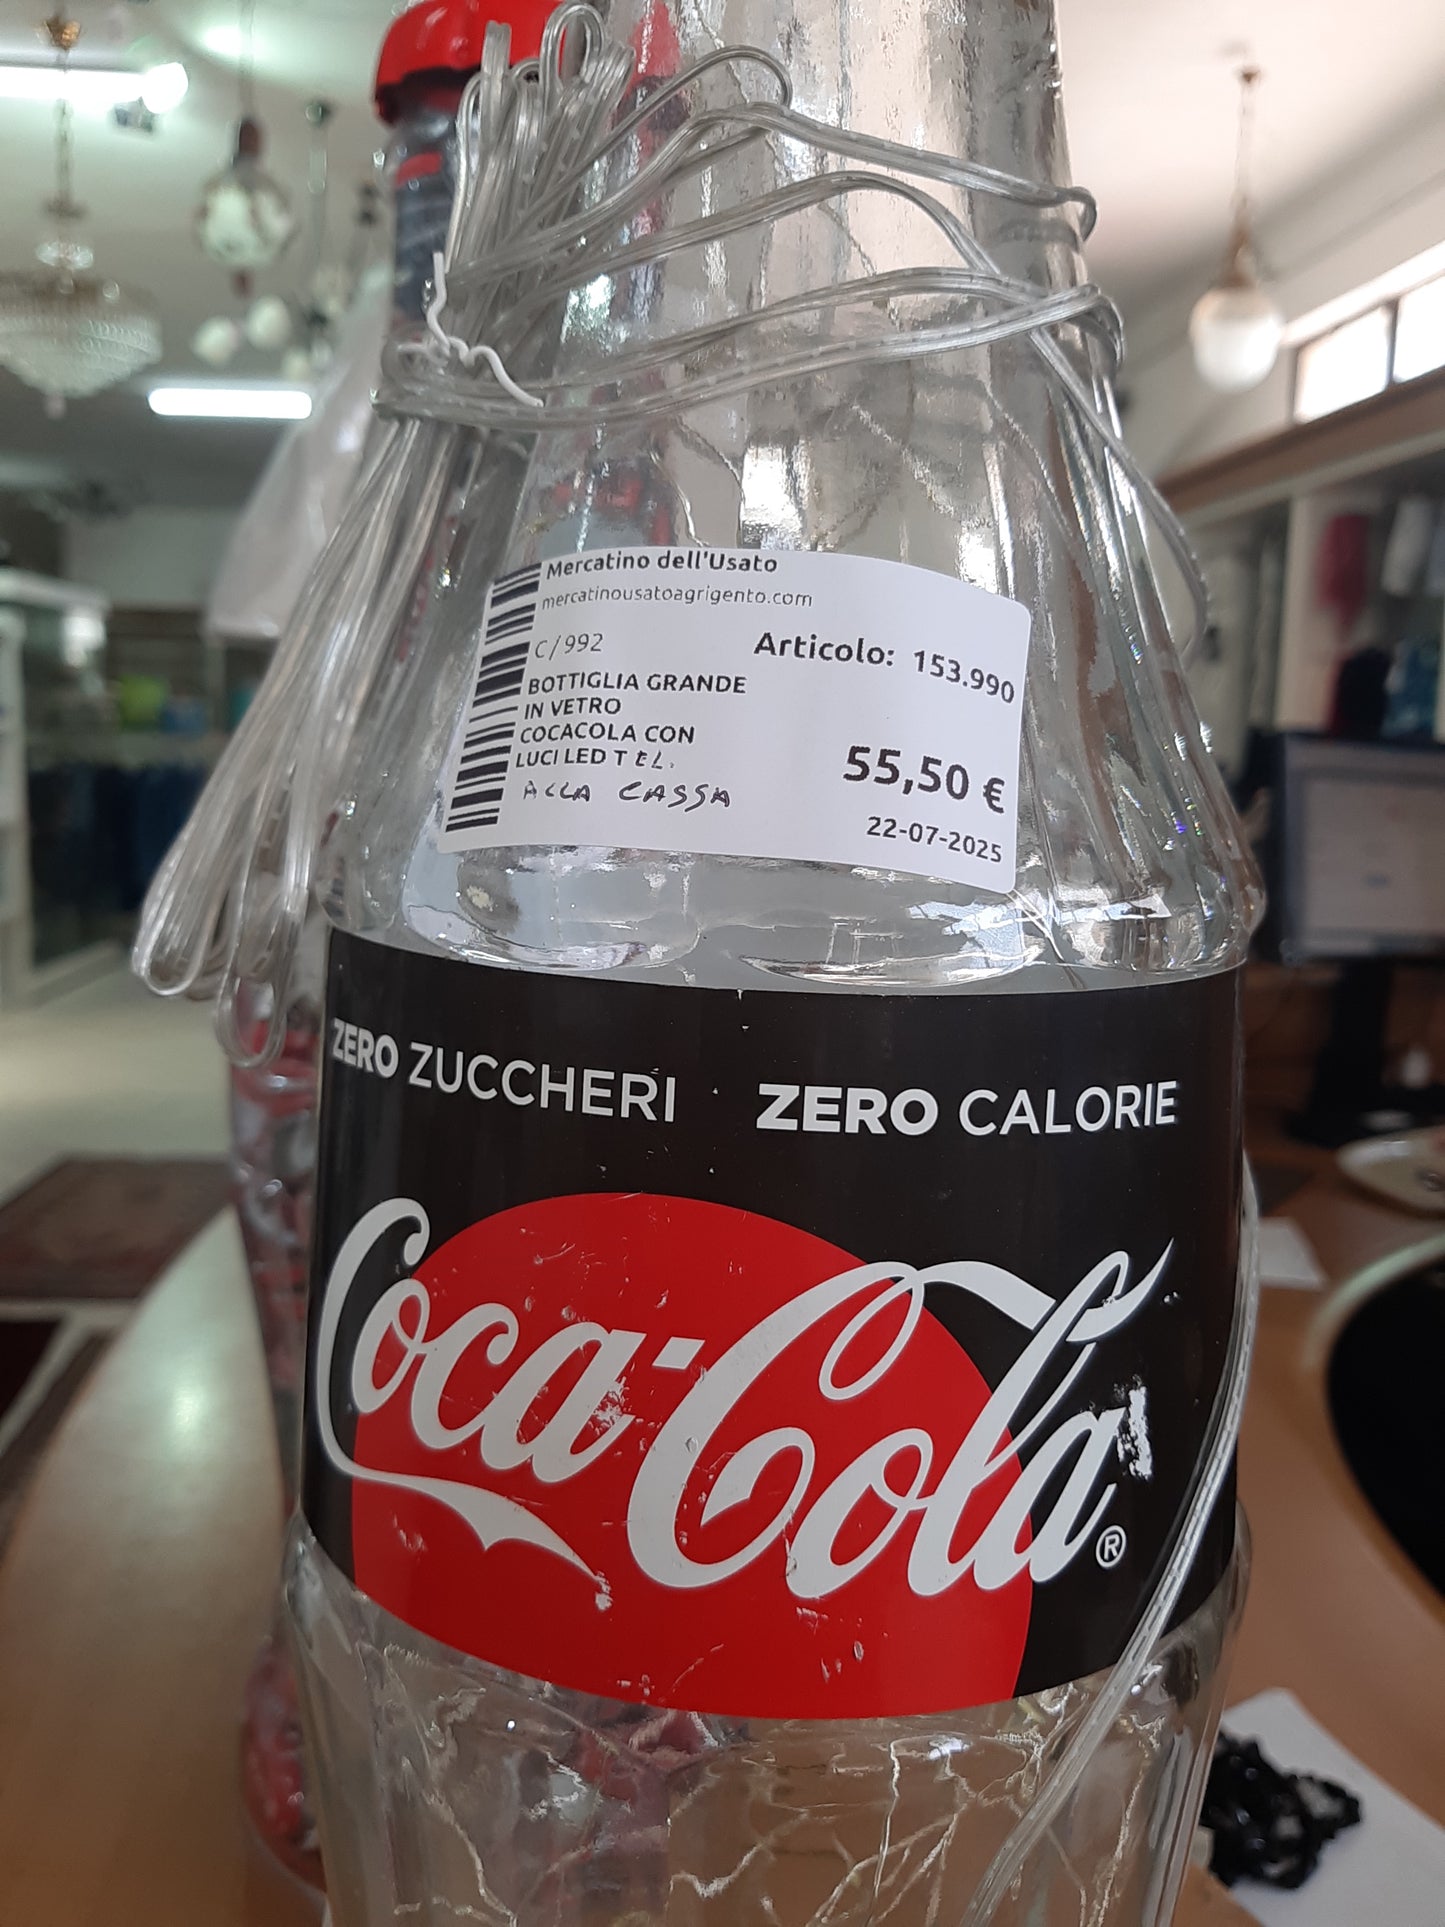 Mercatino dell'Usato
mercatinousatoagrigento.com
C/992
Articolo: 153.990
BOTTIGLIA GRANDE
IN VETRO
COCACOLA CON
LUCI LED TEL.
ALLA CASSA
55,50 €
22-07-2025
ZERO ZUCCHERI · ZERO CALORIE
Coca-Cola®